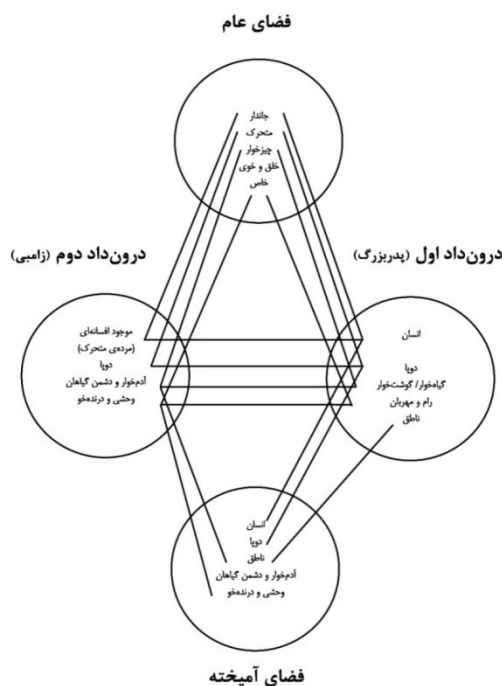 فضای عام
جاندار
متحرک
چیزخوار
خلق و خوی
خاص
درون‌داد اول (پدربزرگ)
درون‌داد دوم (زامبی)
انسان
دوپا
گیاه‌خوار/ گوشت‌خوار
رام و مهربان
ناطق
موجود افسانه‌ای
(مرده‌ی متحرک)
دوپا
آدم‌خوار و دشمن گیاهان
وحشی و درنده‌خو
انسان
دوپا
ناطق
آدم‌خوار و دشمن گیاهان
وحشی و درنده‌خو
فضای آمیخته